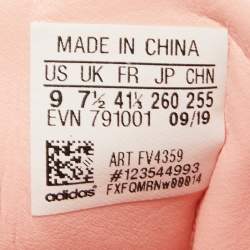 MADE IN CHINA
US UK FR JP CHN
9 7½ 41⅓ 260 255
EVN 791001 09/19
ART FV4359
#123544993
adidas FXFQMRNw00014